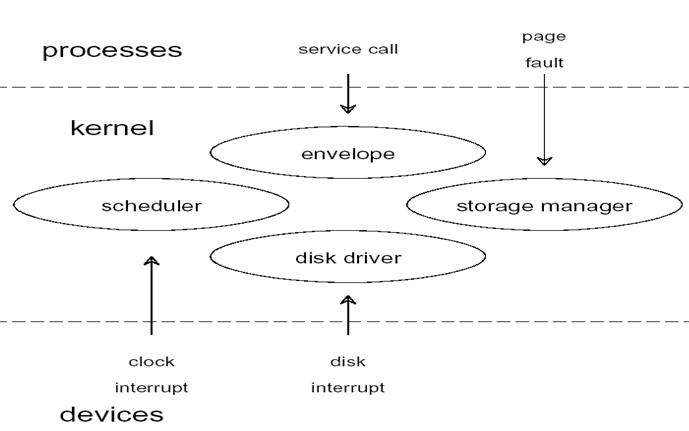 processes
service call
page
fault
kernel
envelope
scheduler
storage manager
disk driver
clock
interrupt
disk
interrupt
devices